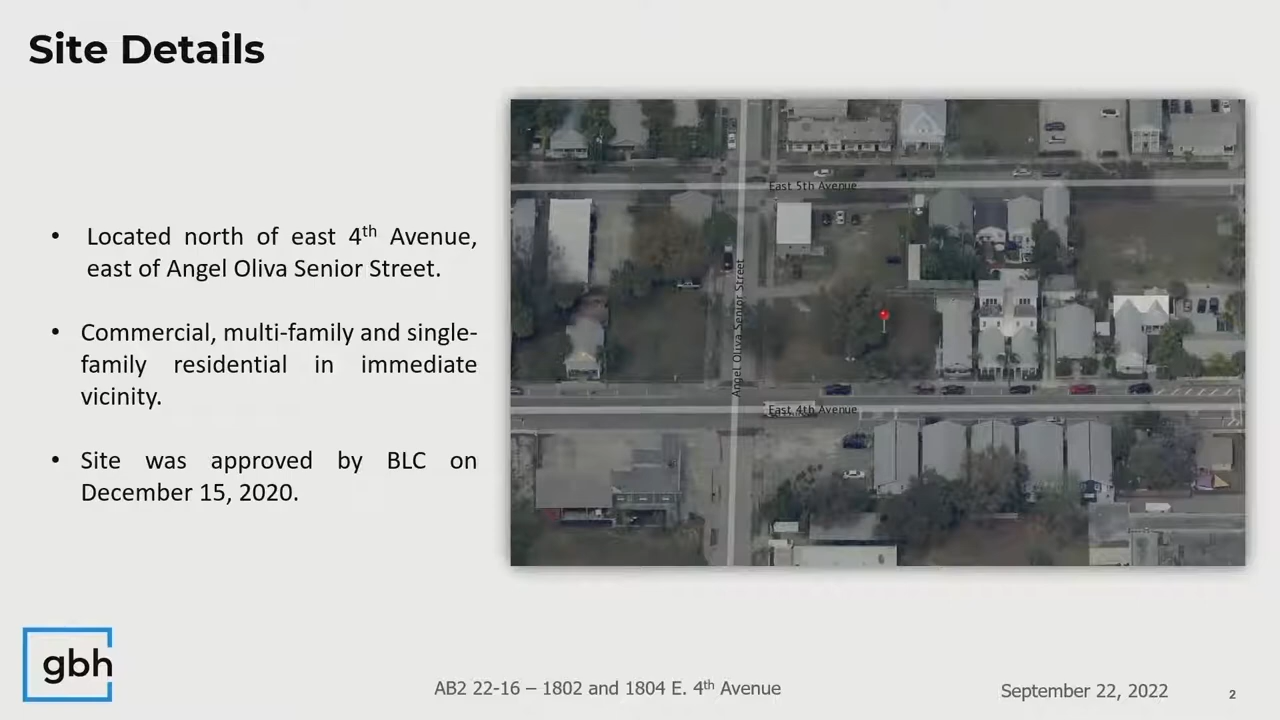 Site Details
• Located north of east 4th Avenue,
east of Angel Oliva Senior Street.
• Commercial, multi-family and single-
family residential in immediate
vicinity.
• Site was approved by BLC on
December 15, 2020.
East 5th Avenue
Angel Oliva Senior Street
East 4th Avenue
gbh
AB2 22-16 – 1802 and 1804 E. 4th Avenue
September 22, 2022
2